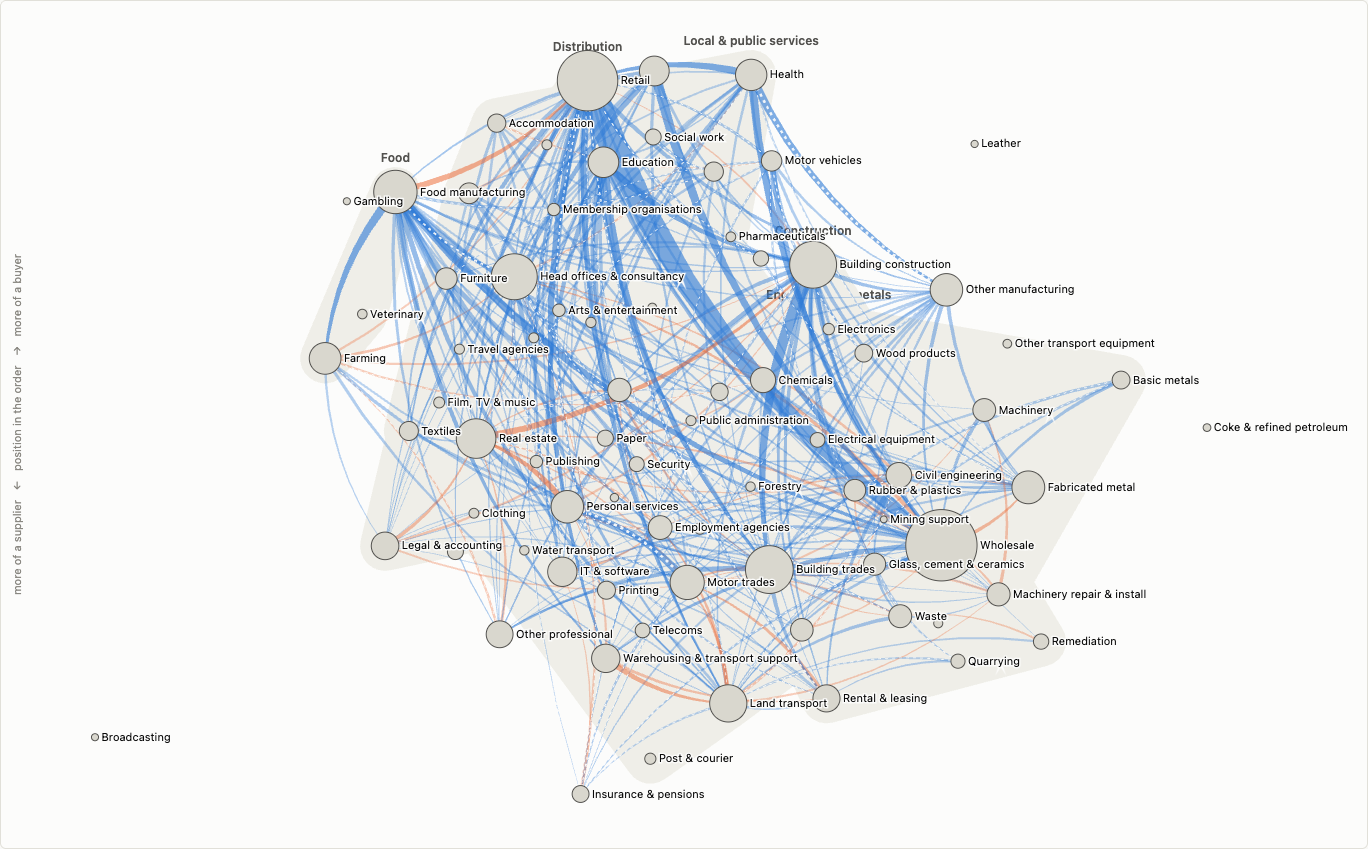 Distribution
Local & public services
Retail
Health
Accommodation
Social work
Leather
Food
Education
Motor vehicles
Food manufacturing
Gambling
Membership organisations
Construction
Pharmaceuticals
Building construction
Head offices & consultancy
Furniture
Other manufacturing
Veterinary
Arts & entertainment
Electronics
Other transport equipment
Travel agencies
Wood products
Farming
Chemicals
Basic metals
Film, TV & music
Machinery
Public administration
Coke & refined petroleum
Textiles
Real estate
Paper
Electrical equipment
Publishing
Security
Civil engineering
Forestry
Rubber & plastics
Fabricated metal
Personal services
Clothing
Mining support
Employment agencies
Legal & accounting
Water transport
Wholesale
IT & software
Building trades
Glass, cement & ceramics
Motor trades
Printing
Machinery repair & install
Waste
Other professional
Telecoms
Remediation
Warehousing & transport support
Quarrying
Land transport
Rental & leasing
Broadcasting
Post & courier
Insurance & pensions
more of a supplier ← position in the order → more of a buyer